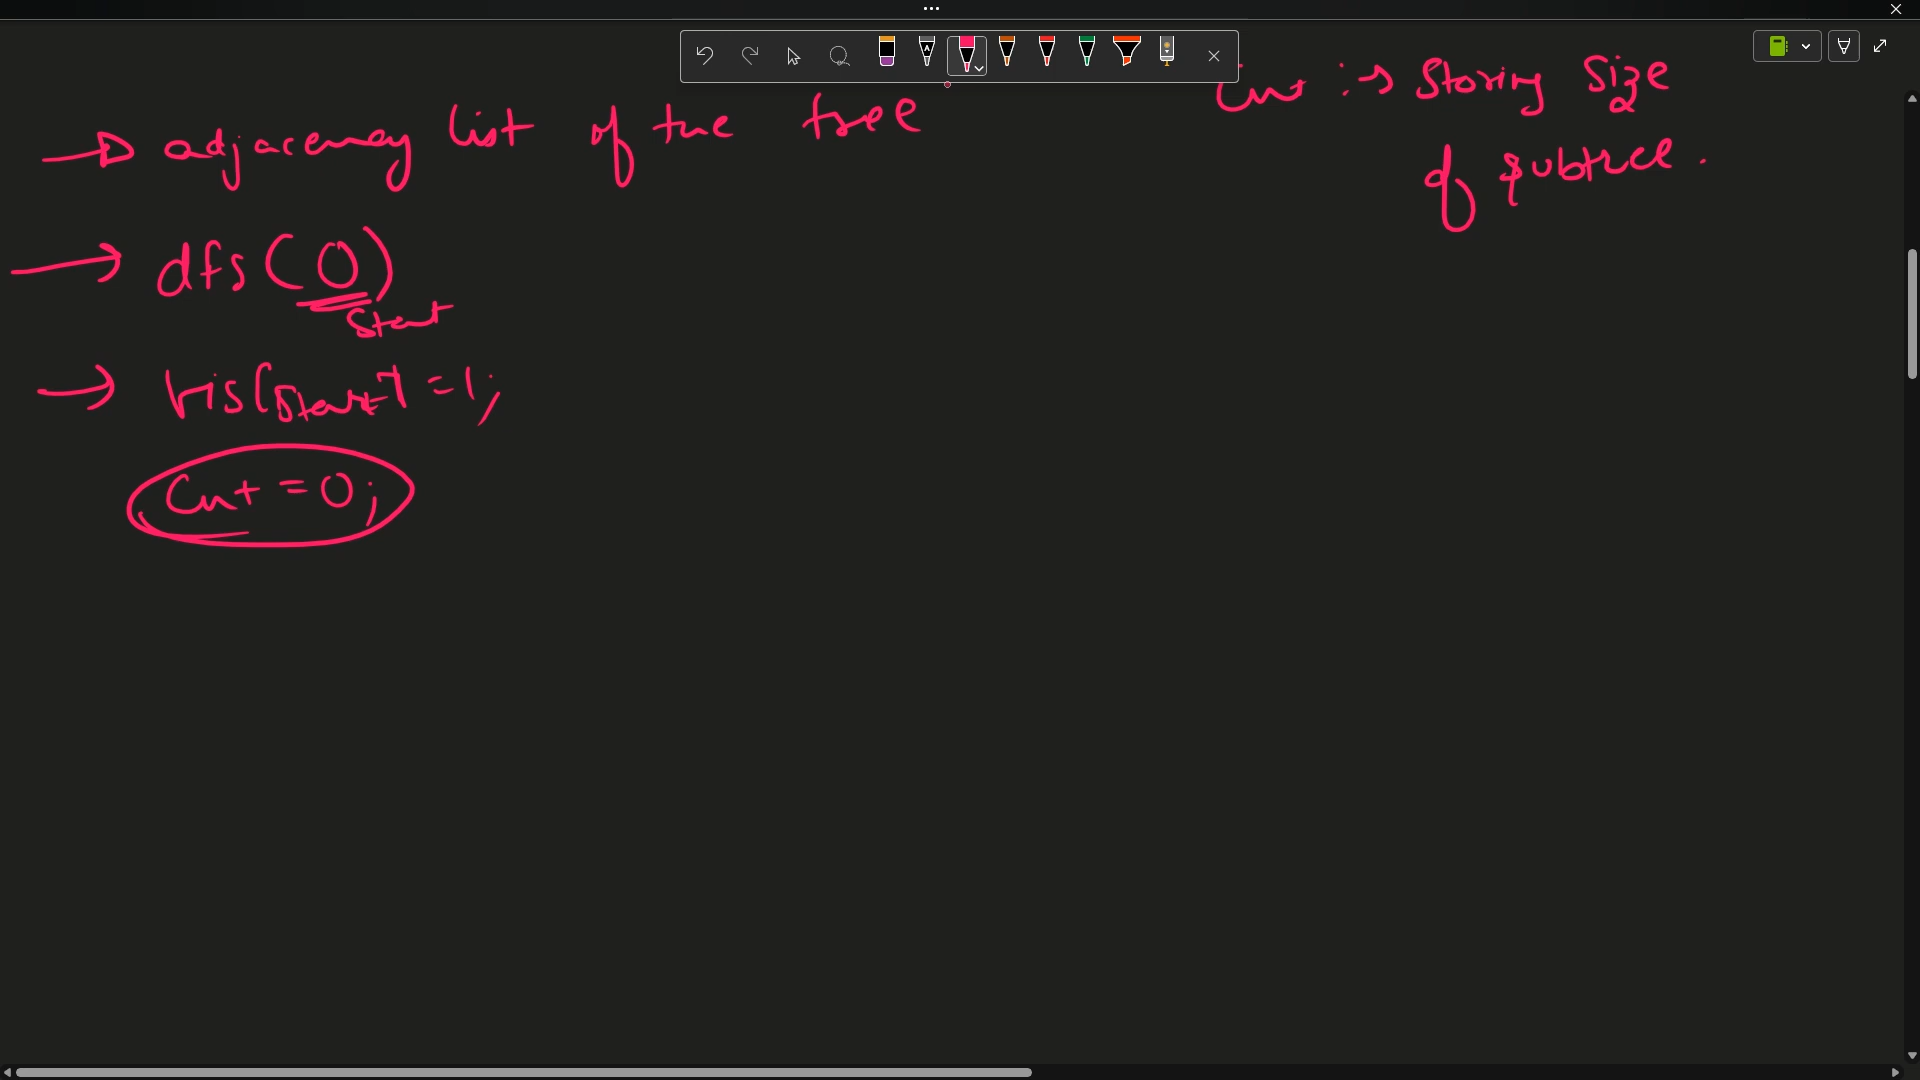 → adjacency list of the tree
Cnt :→ Storing Size
of subtree.
→ dfs(0)
start
→ vis[start] = 1;
Cnt = 0;